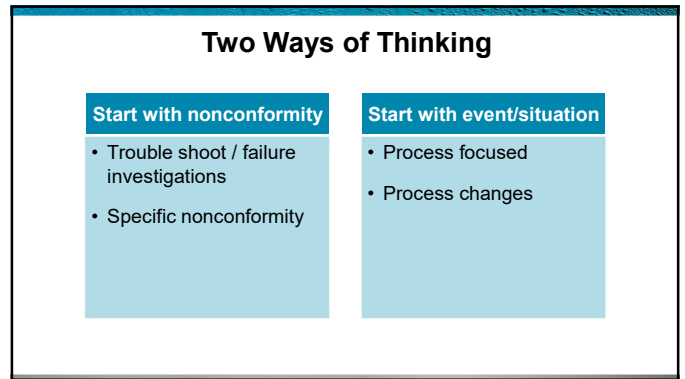 Two Ways of Thinking
Start with nonconformity
• Trouble shoot / failure
investigations
• Specific nonconformity
Start with event/situation
• Process focused
• Process changes